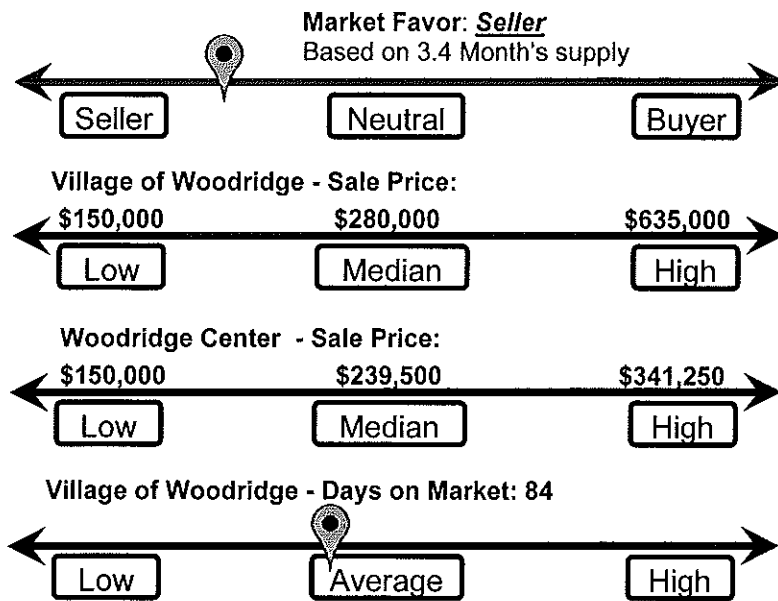 Market Favor: Seller
Based on 3.4 Month's supply
Seller Neutral Buyer
Village of Woodridge - Sale Price:
$150,000 $280,000 $635,000
Low Median High
Woodridge Center - Sale Price:
$150,000 $239,500 $341,250
Low Median High
Village of Woodridge - Days on Market: 84
Low Average High